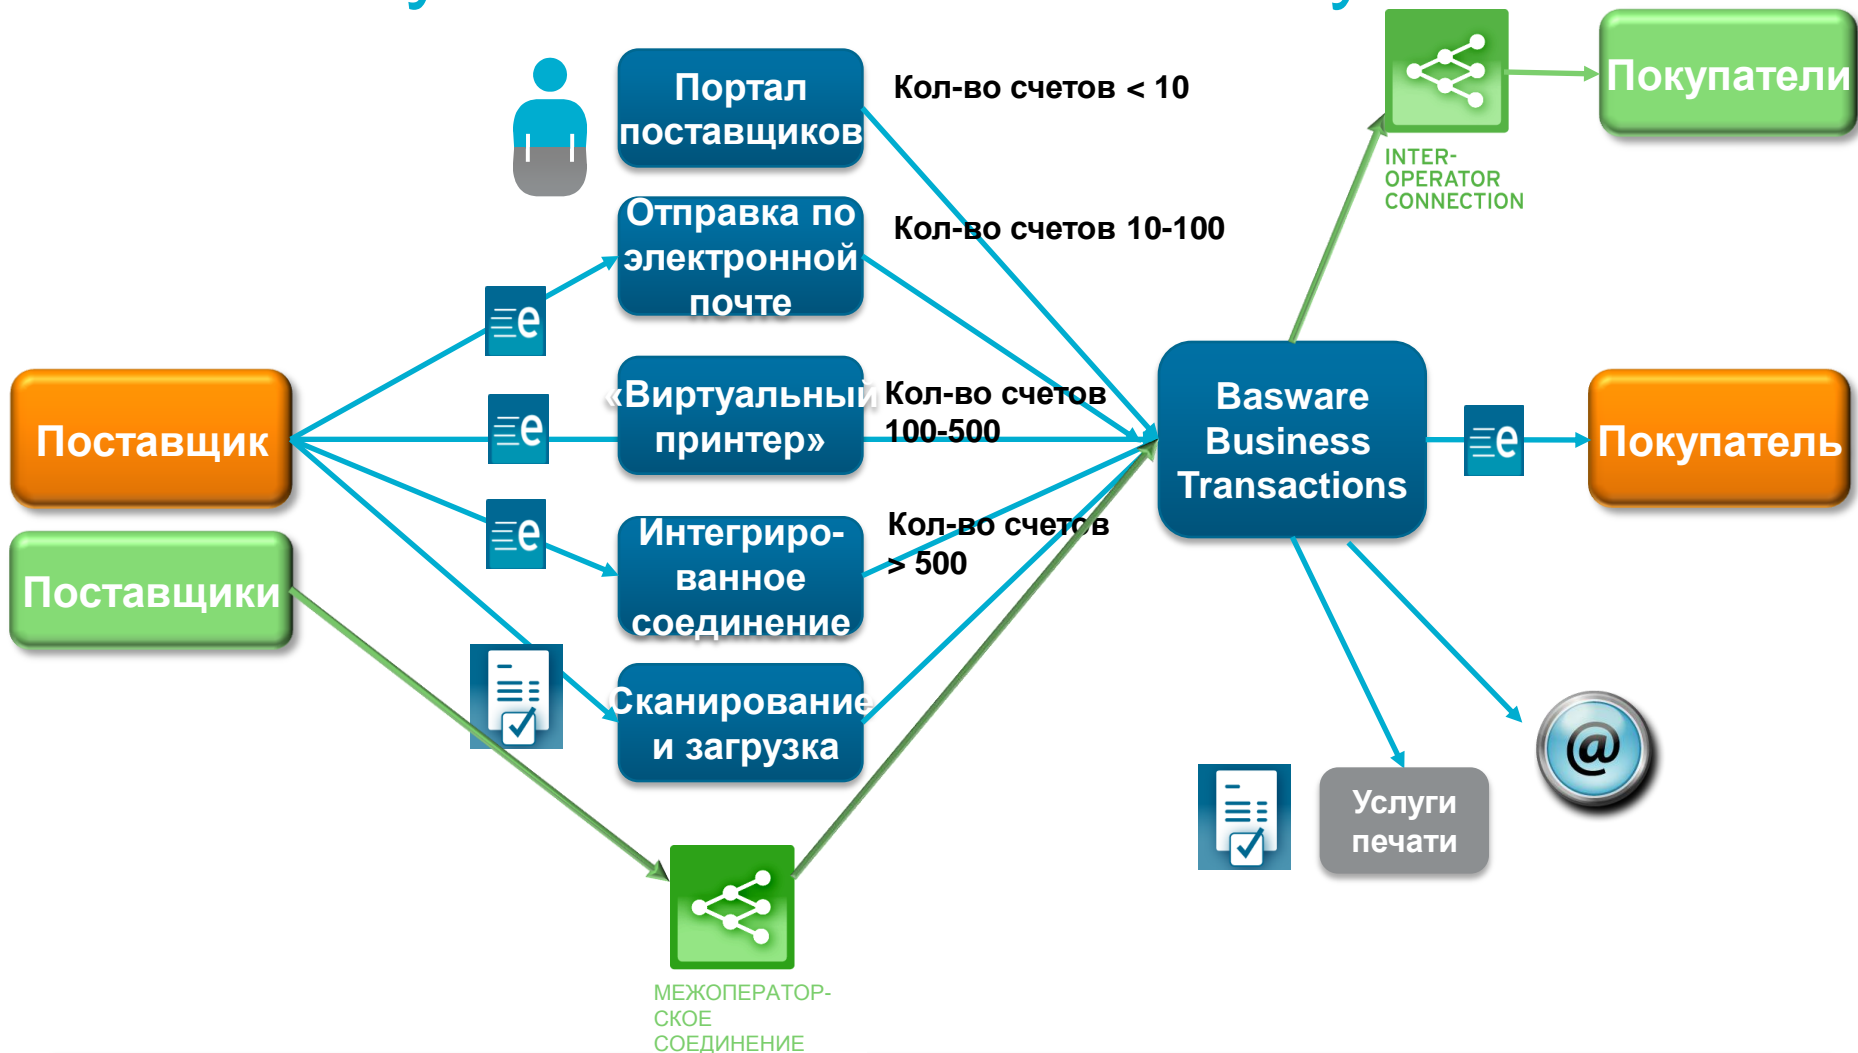 Портал
поставщиков
Кол-во счетов < 10
Покупатели
INTER-
OPERATOR
CONNECTION
Отправка по
электронной
почте
Кол-во счетов 10-100
e
Поставщик
e
«Виртуальный
принтер»
Кол-во счетов
100-500
Basware
Business
Transactions
e
Покупатель
Поставщики
e
Интегриро-
ванное
соединение
Кол-во счетов
> 500
Сканирование
и загрузка
@
Услуги
печати
МЕЖОПЕРАТОР-
СКОЕ
СОЕДИНЕНИЕ